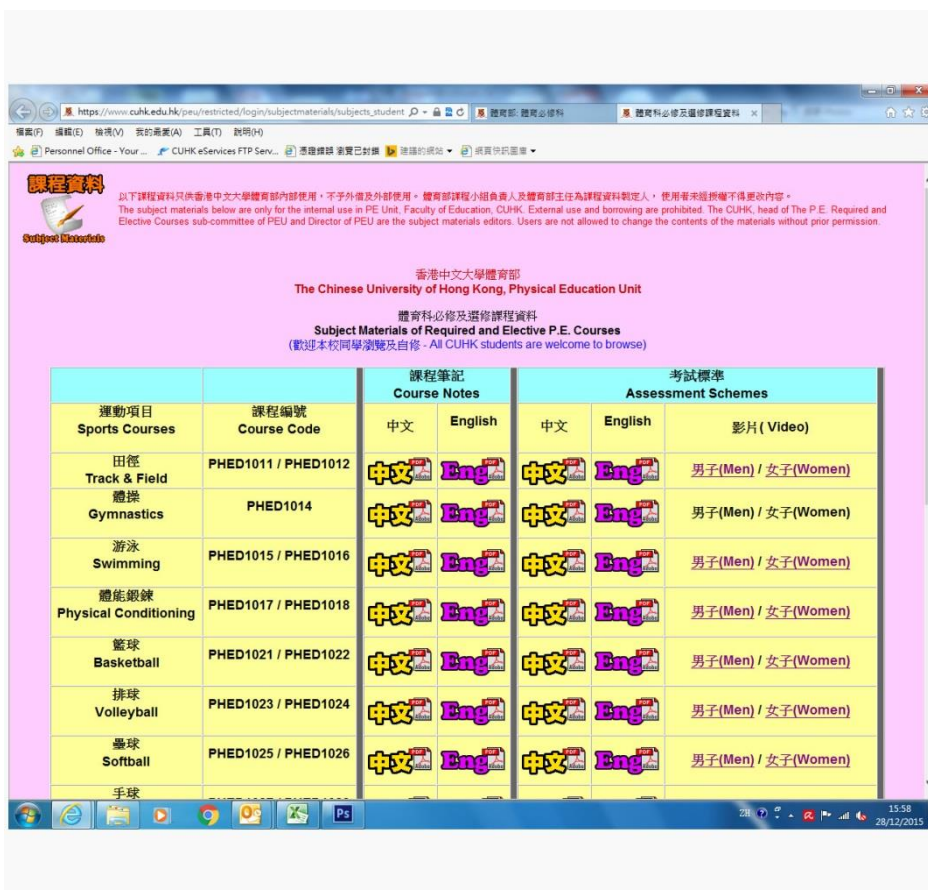 https://www.cuhk.edu.hk/peu/restricted/login/subjectmaterials/subjects_student
體育部: 體育必修科
體育科必修及選修課程資料
檔案(F) 編輯(E) 檢視(V) 我的最愛(A) 工具(T) 說明(H)
Personnel Office - Your ... CUHK eServices FTP Serv... 憑證錯誤 瀏覽已封鎖 建議的網站 網頁快訊圖庫
課程資料
Subject Materials
以下課程資料只供香港中文大學體育部內部使用,不予外借及外部使用。體育部課程小組負責人及體育部主任為課程資料制定人,使用者未經授權不得更改內容。
The subject materials below are only for the internal use in PE Unit, Faculty of Education, CUHK. External use and borrowing are prohibited. The CUHK, head of The P.E. Required and
Elective Courses sub-committee of PEU and Director of PEU are the subject materials editors. Users are not allowed to change the contents of the materials without prior permission.
香港中文大學體育部
The Chinese University of Hong Kong, Physical Education Unit
體育科必修及選修課程資料
Subject Materials of Required and Elective P.E. Courses
(歡迎本校同學瀏覽及自修 - All CUHK students are welcome to browse)
課程筆記 考試標準
Course Notes Assessment Schemes
運動項目 課程編號
Sports Courses Course Code 中文 English 中文 English 影片( Video)
田徑
Track & Field PHED1011 / PHED1012 中文 Eng 中文 Eng 男子(Men) / 女子(Women)
體操
Gymnastics PHED1014 中文 Eng 中文 Eng 男子(Men) / 女子(Women)
游泳
Swimming PHED1015 / PHED1016 中文 Eng 中文 Eng 男子(Men) / 女子(Women)
體能鍛鍊
Physical Conditioning PHED1017 / PHED1018 中文 Eng 中文 Eng 男子(Men) / 女子(Women)
籃球
Basketball PHED1021 / PHED1022 中文 Eng 中文 Eng 男子(Men) / 女子(Women)
排球
Volleyball PHED1023 / PHED1024 中文 Eng 中文 Eng 男子(Men) / 女子(Women)
壘球
Softball PHED1025 / PHED1026 中文 Eng 中文 Eng 男子(Men) / 女子(Women)
手球
Ps ZH 15:58
28/12/2015